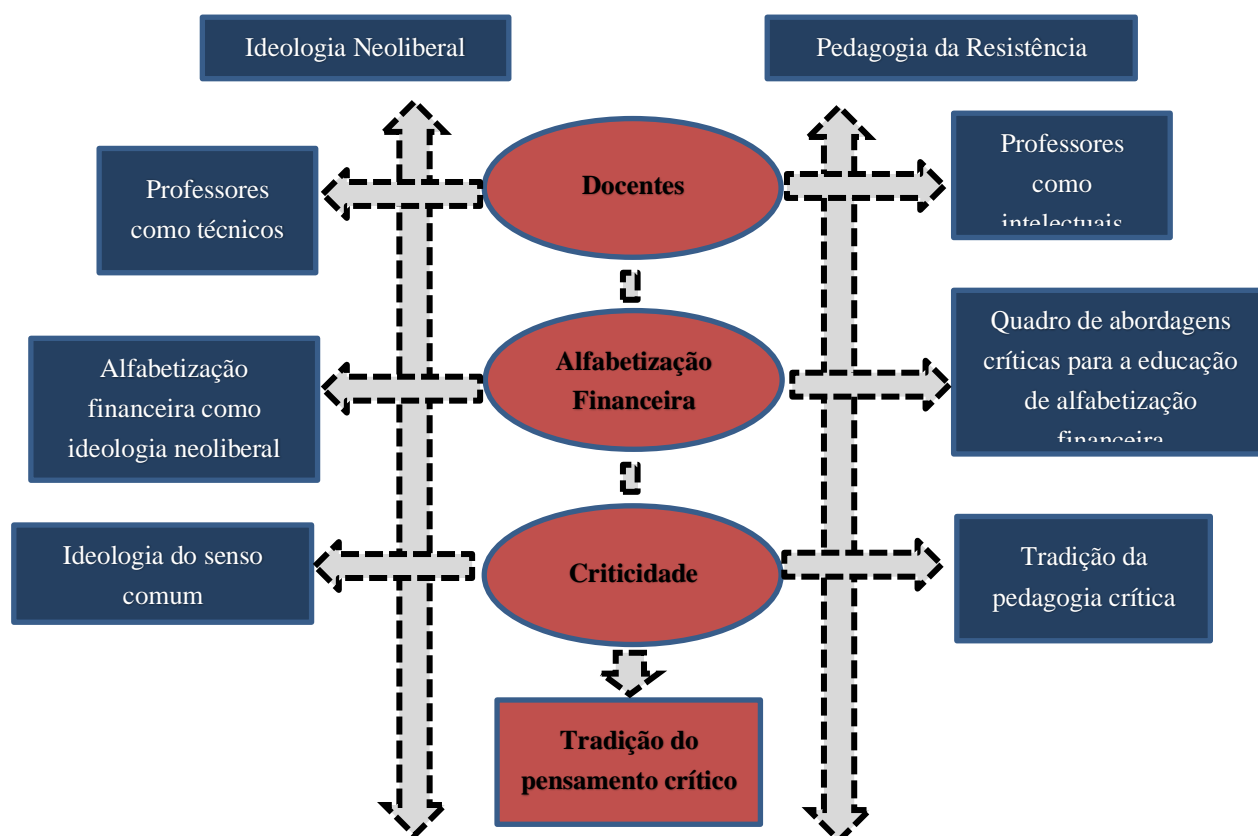 Ideologia Neoliberal
Pedagogia da Resistência
Professores
como técnicos
Docentes
Professores
como
intelectuais
Alfabetização
financeira como
ideologia neoliberal
Alfabetização
Financeira
Quadro de abordagens
críticas para a educação
de alfabetização
financeira
Ideologia do senso
comum
Criticidade
Tradição da
pedagogia crítica
Tradição do
pensamento crítico